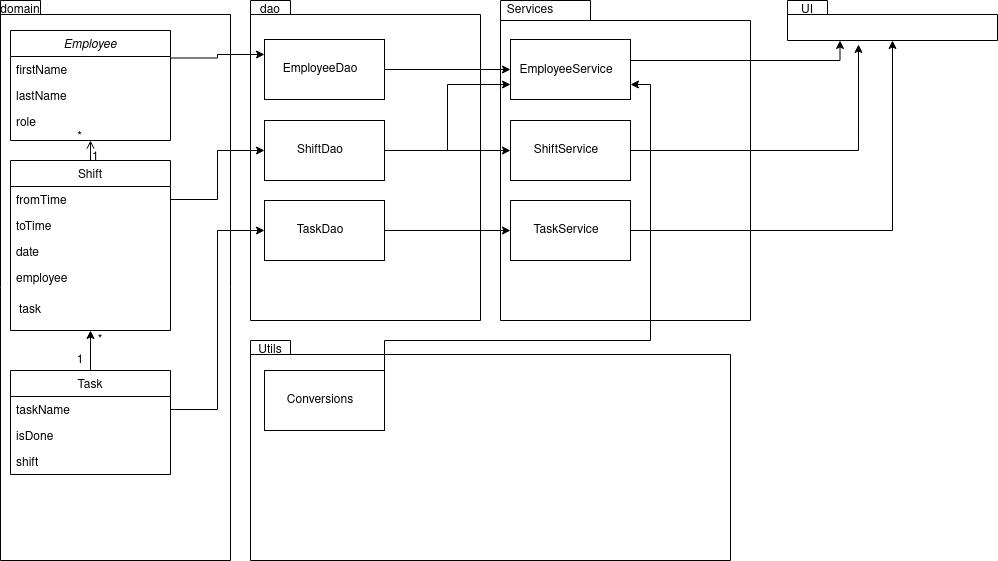 domain
Employee
firstName
lastName
role
*
1
Shift
fromTime
toTime
date
employee
task
*
1
Task
taskName
isDone
shift
dao
EmployeeDao
ShiftDao
TaskDao
Services
EmployeeService
ShiftService
TaskService
Utils
Conversions
UI